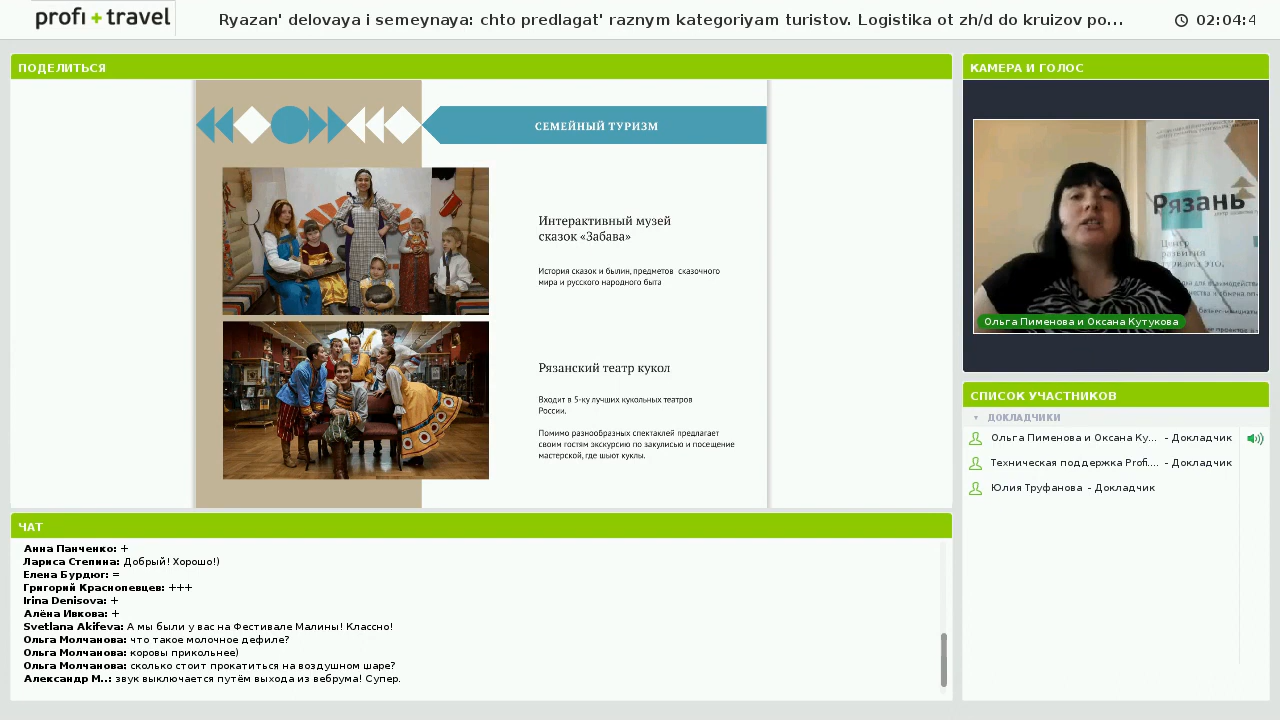 profi + travel
Ryazan' delovaya i semeynaya: chto predlagat' raznym kategoriyam turistov. Logistika ot zh/d do kruizov po...
02:04:4
ПОДЕЛИТЬСЯ
СЕМЕЙНЫЙ ТУРИЗМ
Интерактивный музей
сказок «Забава»
История сказок и былин, предметов сказочного
мира и русского народного быта
Рязанский театр кукол
Входит в 5-ку лучших кукольных театров
России.
Помимо разнообразных спектаклей предлагает
своим гостям экскурсию по закулисью и посещение
мастерской, где шьют куклы.
КАМЕРА И ГОЛОС
Рязань
Центр
развития
туризма это,
Ольга Пименова и Оксана Кутукова
СПИСОК УЧАСТНИКОВ
ДОКЛАДЧИКИ
Ольга Пименова и Оксана Ку... - Докладчик
Техническая поддержка Profi.... - Докладчик
Юлия Труфанова - Докладчик
ЧАТ
Анна Панченко: +
Лариса Степина: Добрый! Хорошо!)
Елена Бурдюг: =
Григорий Краснопевцев: +++
Irina Denisova: +
Алёна Ивкова: +
Svetlana Akifeva: А мы были у вас на Фестивале Малины! Классно!
Ольга Молчанова: что такое молочное дефиле?
Ольга Молчанова: коровы прикольнее)
Ольга Молчанова: сколько стоит прокатиться на воздушном шаре?
Александр М..: звук выключается путём выхода из вебрума! Супер.